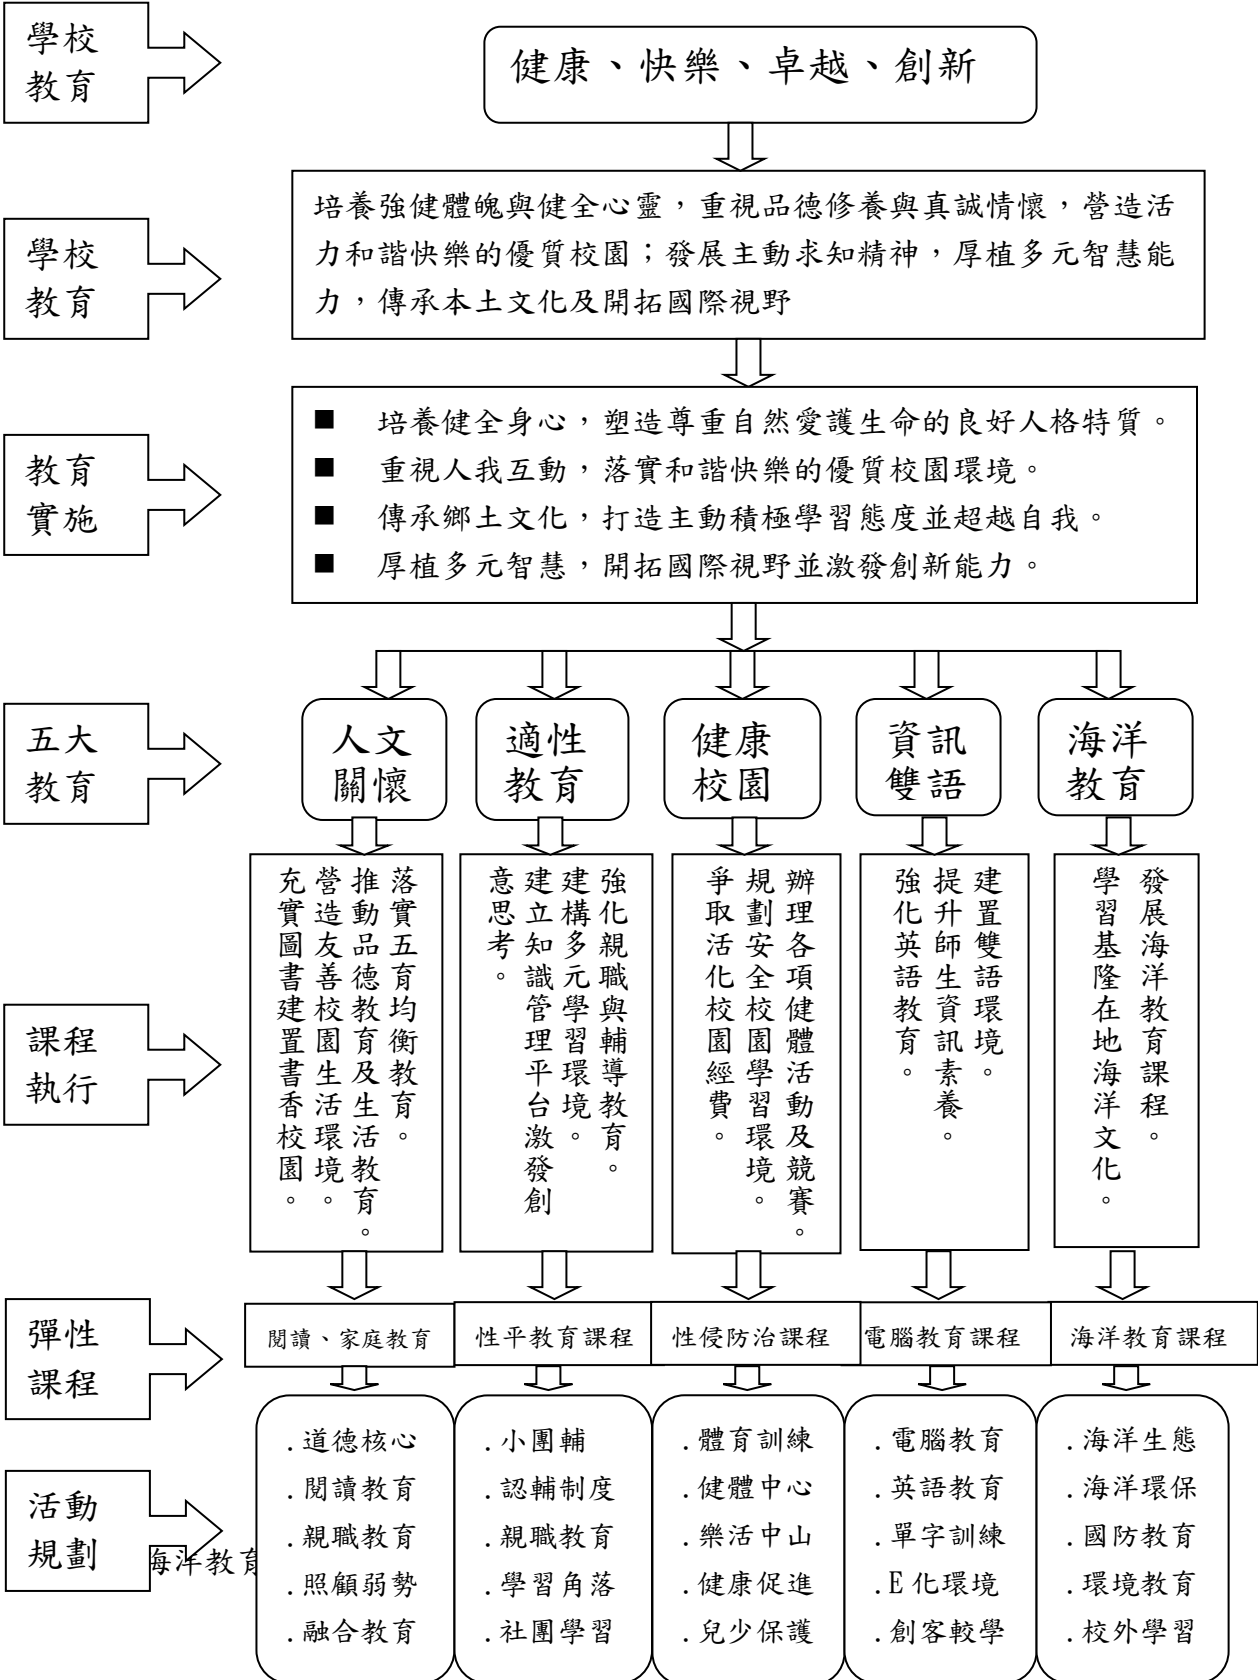 學校
教育
健康、快樂、卓越、創新
學校
教育
培養強健體魄與健全心靈，重視品德修養與真誠情懷，營造活
力和諧快樂的優質校園；發展主動求知精神，厚植多元智慧能
力，傳承本土文化及開拓國際視野
教育
實施
■ 培養健全身心，塑造尊重自然愛護生命的良好人格特質。
■ 重視人我互動，落實和諧快樂的優質校園環境。
■ 傳承鄉土文化，打造主動積極學習態度並超越自我。
■ 厚植多元智慧，開拓國際視野並激發創新能力。
五大
教育
人文
關懷
適性
教育
健康
校園
資訊
雙語
海洋
教育
課程
執行
落實五育均衡教育。
推動品德教育及生活教育。
營造友善校園生活環境。
充實圖書建置書香校園。
強化親職與輔導教育。
建構多元學習環境。
建立知識管理平台激發創
意思考。
辦理各項健體活動及競賽。
規劃安全校園學習環境。
爭取活化校園經費。
建置雙語環境。
提升師生資訊素養。
強化英語教育。
發展海洋教育課程。
學習基隆在地海洋文化。
彈性
課程
閱讀、家庭教育
性平教育課程
性侵防治課程
電腦教育課程
海洋教育課程
活動
規劃
海洋教育
.道德核心
.閱讀教育
.親職教育
.照顧弱勢
.融合教育
.小團輔
.認輔制度
.親職教育
.學習角落
.社團學習
.體育訓練
.健體中心
.樂活中山
.健康促進
.兒少保護
.電腦教育
.英語教育
.單字訓練
.E化環境
.創客較學
.海洋生態
.海洋環保
.國防教育
.環境教育
.校外學習